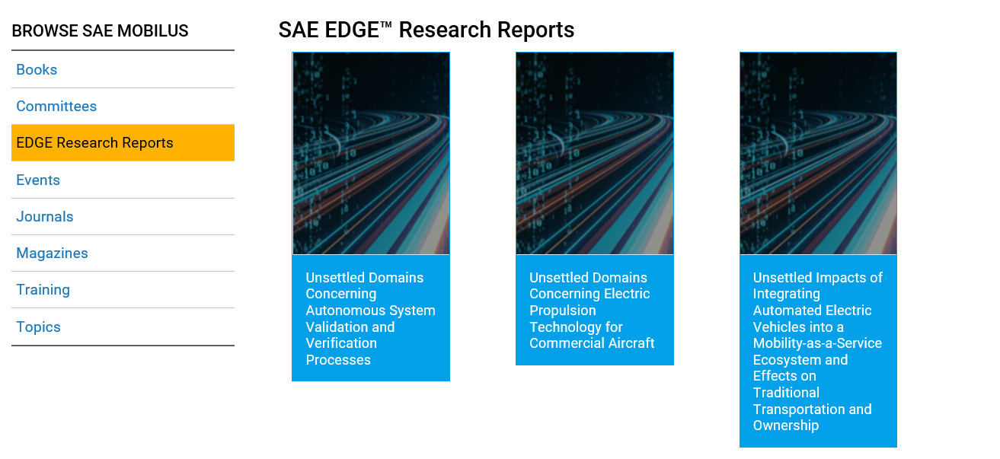 BROWSE SAE MOBILUS
Books
Committees
EDGE Research Reports
Events
Journals
Magazines
Training
Topics
SAE EDGE™ Research Reports
Unsettled Domains
Concerning
Autonomous System
Validation and
Verification
Processes
Unsettled Domains
Concerning Electric
Propulsion
Technology for
Commercial Aircraft
Unsettled Impacts of
Integrating
Automated Electric
Vehicles into a
Mobility-as-a-Service
Ecosystem and
Effects on
Traditional
Transportation and
Ownership